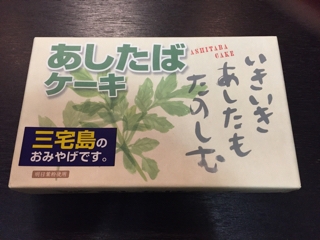 あしたば
ケーキ
ASHITABA
CAKE
いきいき
あしたも
たのしむ
三宅島の
おみやげです。